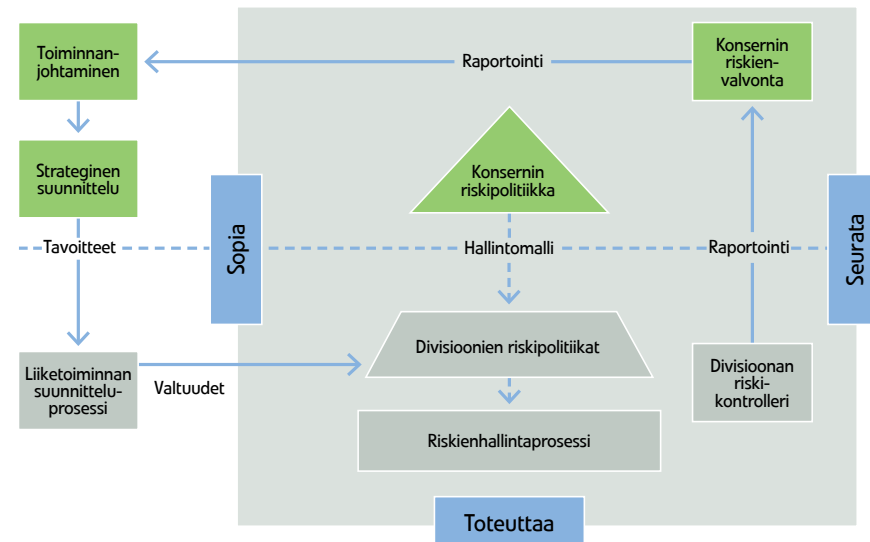 Toiminnan-
johtaminen
Raportointi
Konsernin
riskien-
valvonta
Strateginen
suunnittelu
Konsernin
riskipolitiikka
Sopia
Seurata
Tavoitteet
Hallintomalli
Raportointi
Divisioonien riskipolitiikat
Liiketoiminnan
suunnittelu-
prosessi
Valtuudet
Divisioonan
riski-
kontrolleri
Riskienhallintaprosessi
Toteuttaa